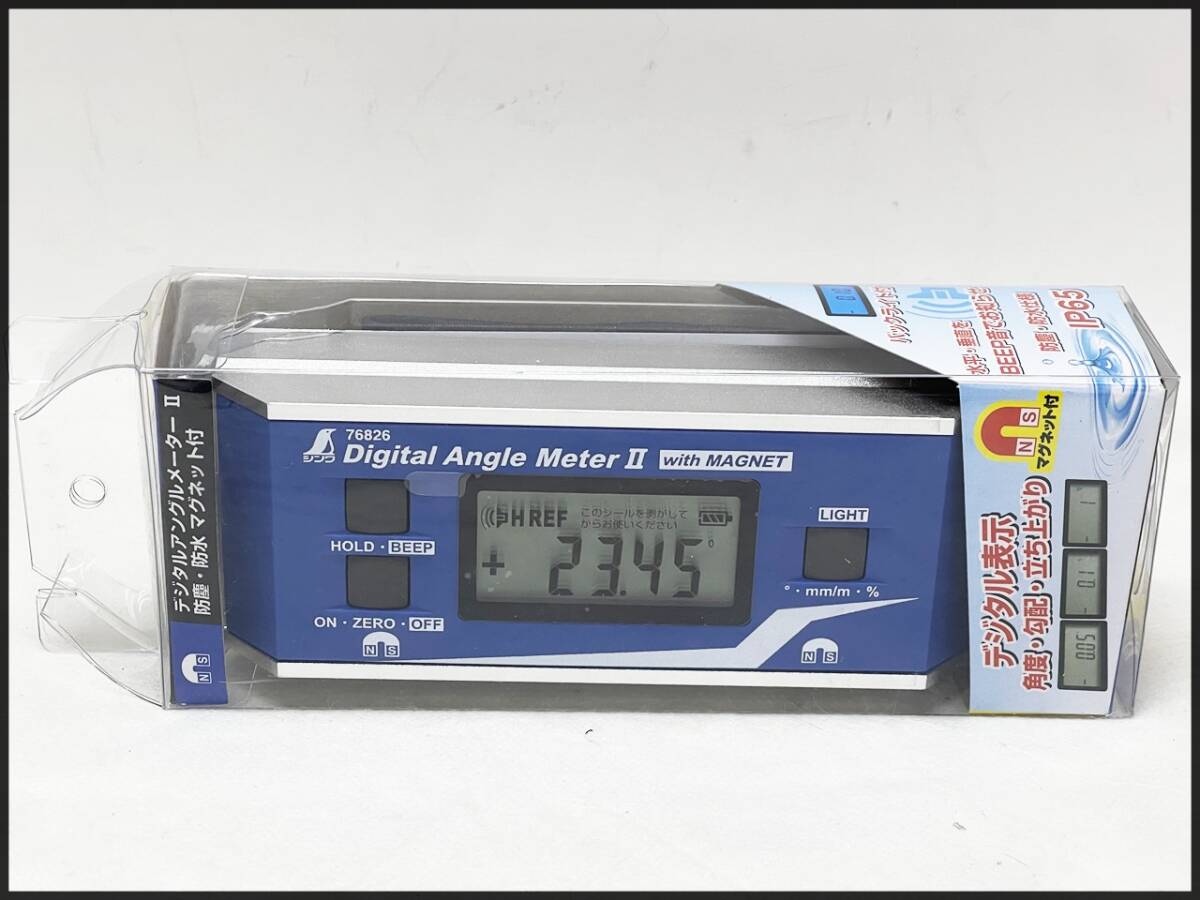 デジタルアングルメーター Ⅱ
防塵・防水 マグネット付
N S
シンワ
76826
Digital Angle Meter Ⅱ with MAGNET
H REF
このシールを剥がして
からお使いください
+ 23.45 °
HOLD・BEEP
ON・ZERO・OFF
N S
LIGHT
°・mm/m・%
N S
バックライト付
水平・垂直を
BEEP音でお知らせ
防塵・防水仕様
IP65
N S
マグネット付
デジタル表示
角度・勾配・立ち上がり
- 1
- 0.1
- 0.05